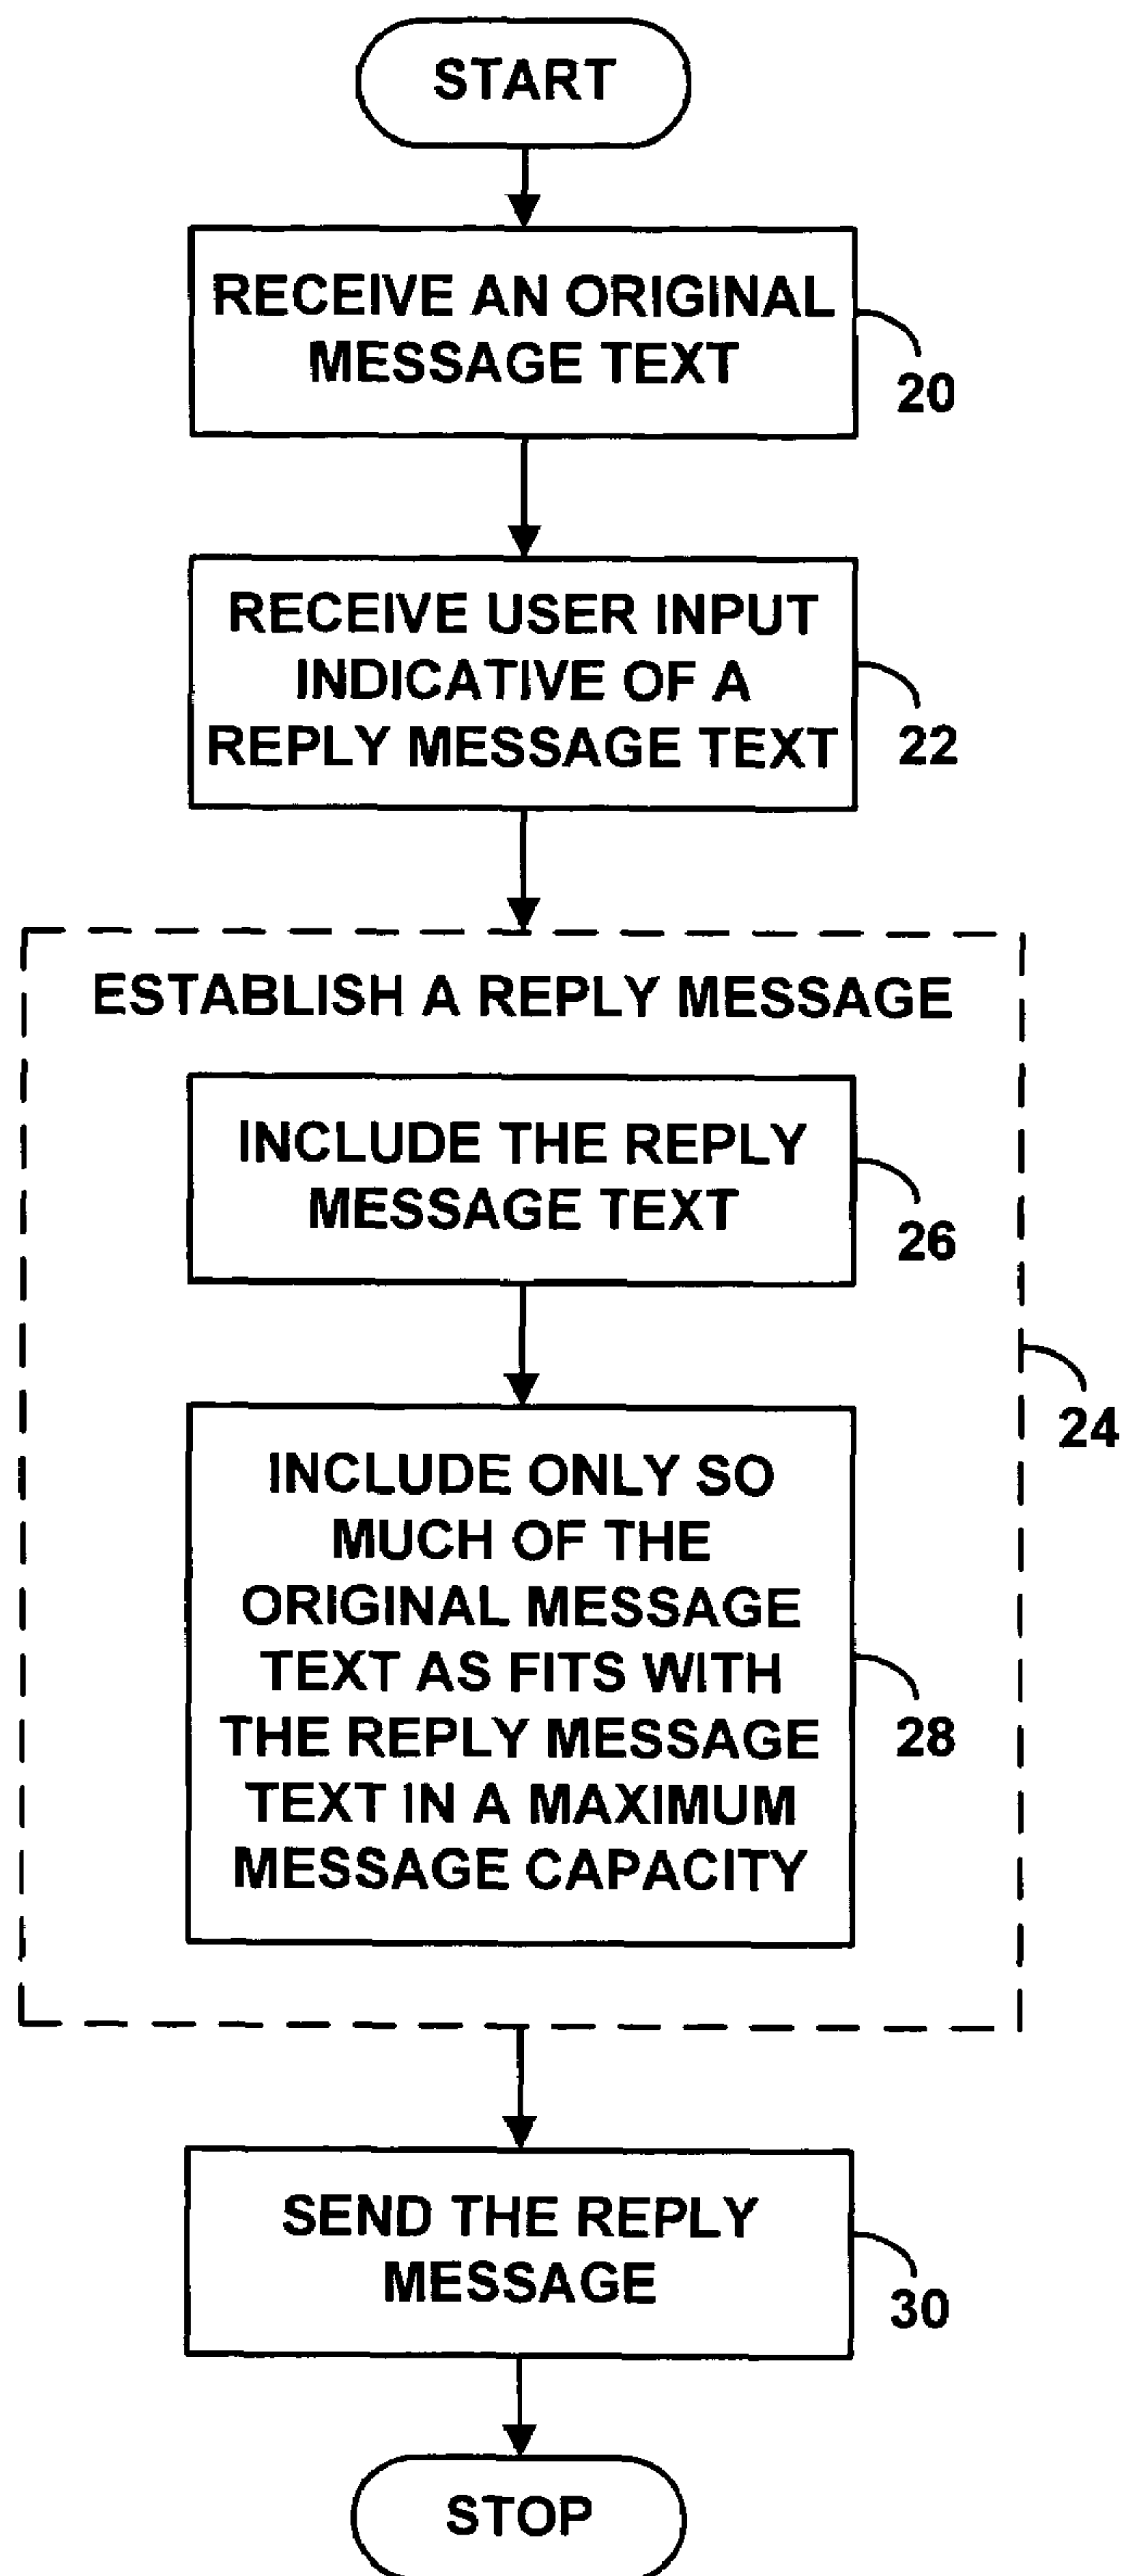 START
RECEIVE AN ORIGINAL
MESSAGE TEXT
20
RECEIVE USER INPUT
INDICATIVE OF A
REPLY MESSAGE TEXT
22
ESTABLISH A REPLY MESSAGE
INCLUDE THE REPLY
MESSAGE TEXT
26
24
INCLUDE ONLY SO
MUCH OF THE
ORIGINAL MESSAGE
TEXT AS FITS WITH
THE REPLY MESSAGE
TEXT IN A MAXIMUM
MESSAGE CAPACITY
28
SEND THE REPLY
MESSAGE
30
STOP